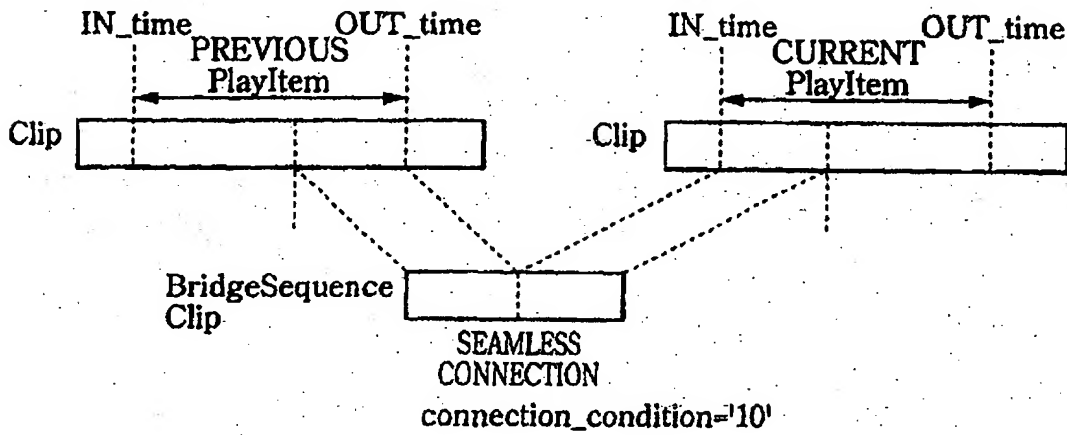 IN_time OUT_time
PREVIOUS
PlayItem
Clip
IN_time OUT_time
CURRENT
PlayItem
Clip
BridgeSequence
Clip
SEAMLESS
CONNECTION
connection_condition='10'